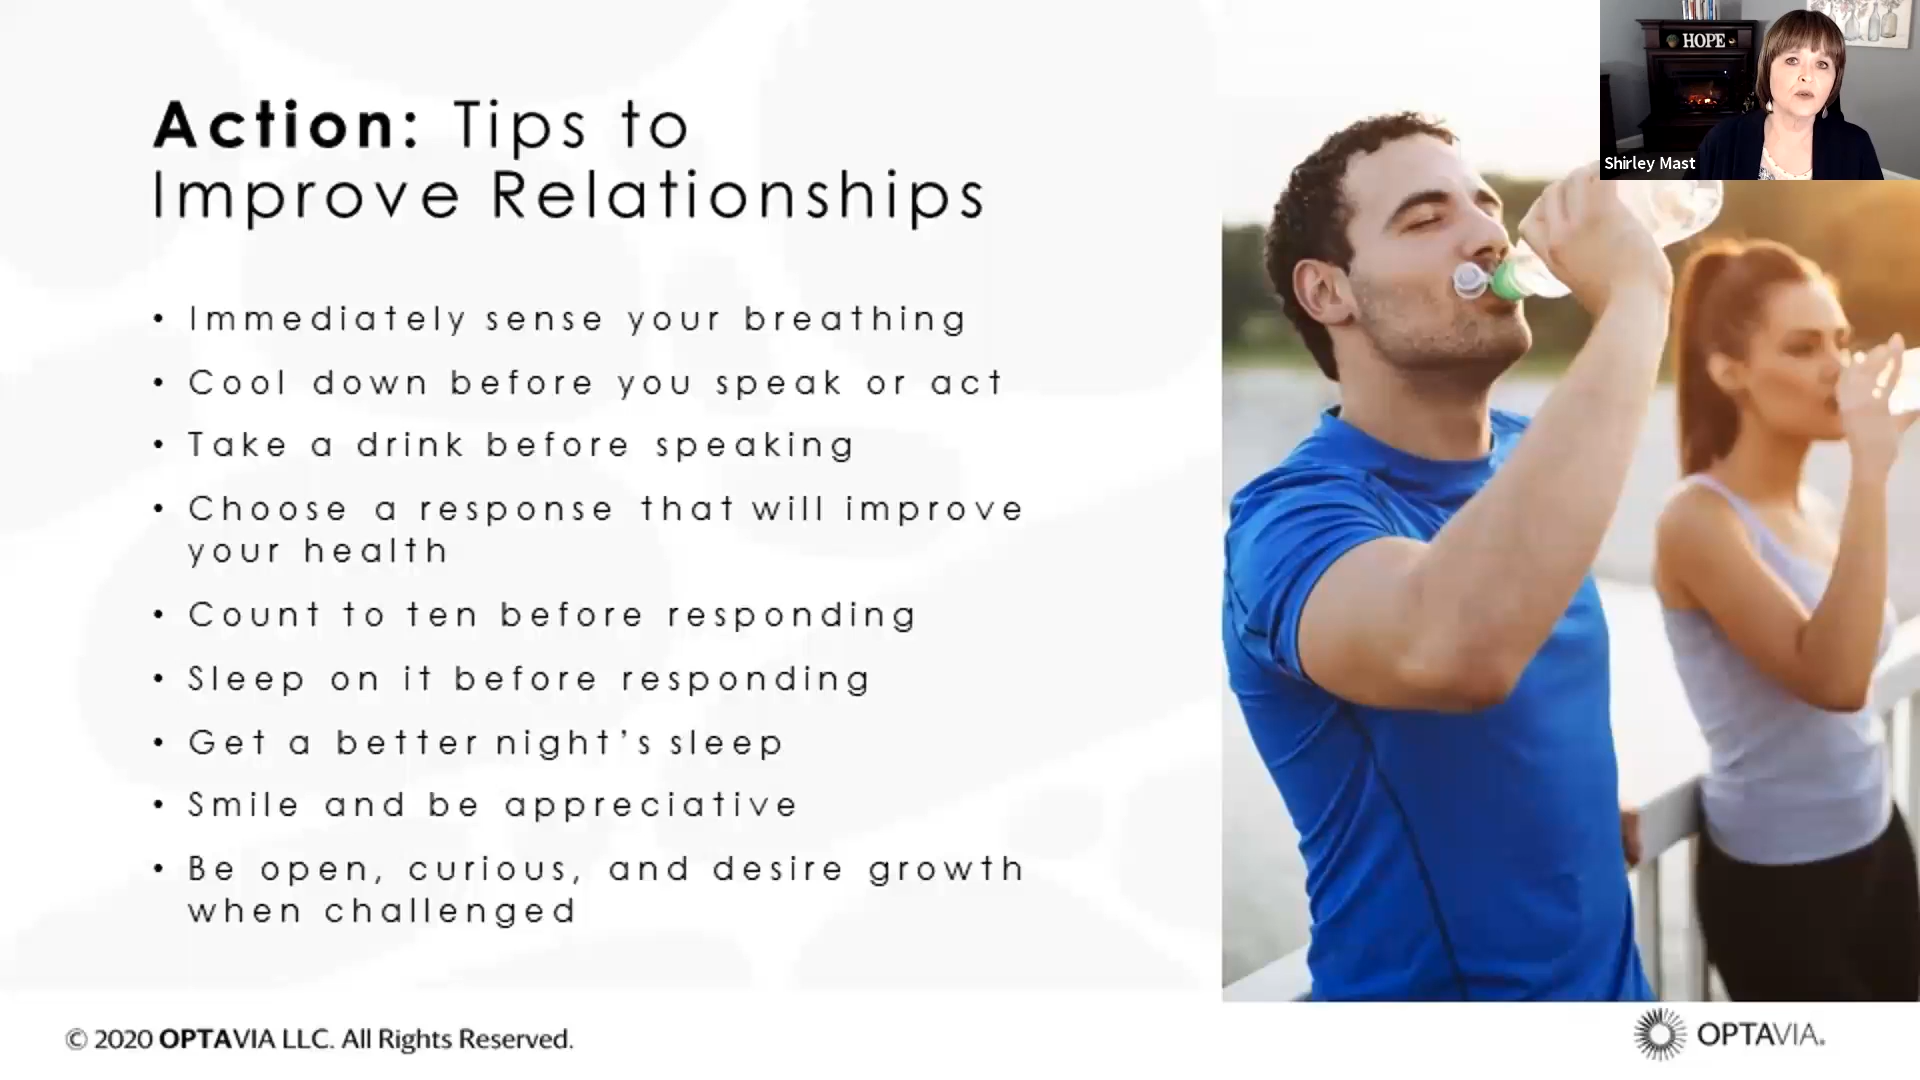 HOPE
Shirley Mast
Action: Tips to
Improve Relationships
• Immediately sense your breathing
• Cool down before you speak or act
• Take a drink before speaking
• Choose a response that will improve
your health
• Count to ten before responding
• Sleep on it before responding
• Get a better night’s sleep
• Smile and be appreciative
• Be open, curious, and desire growth
when challenged
© 2020 OPTAVIA LLC. All Rights Reserved.
OPTAVIA®